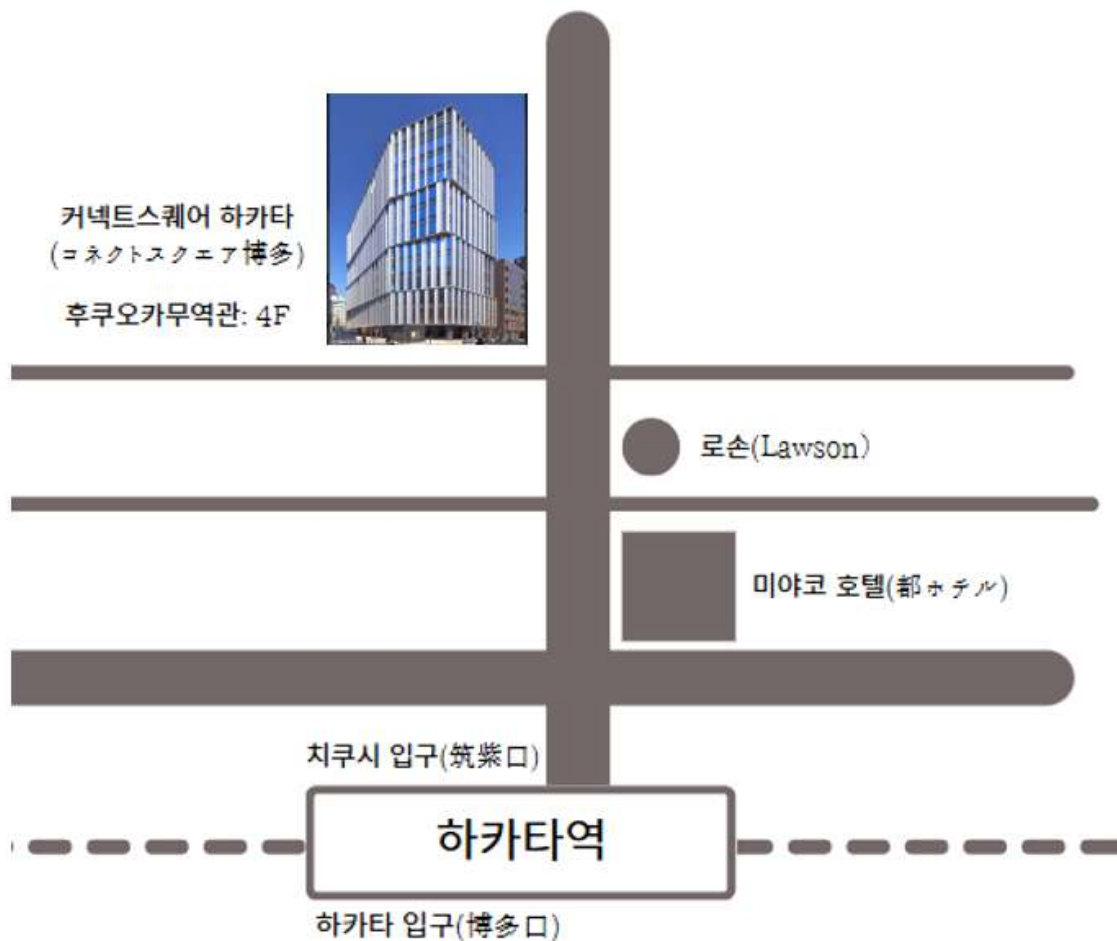 커넥트스퀘어 하카타
(コネクトスクエア博多)
후쿠오카무역관: 4F
로손(Lawson）
미야코 호텔(都ホテル)
치쿠시 입구(筑紫口)
하카타역
하카타 입구(博多口)